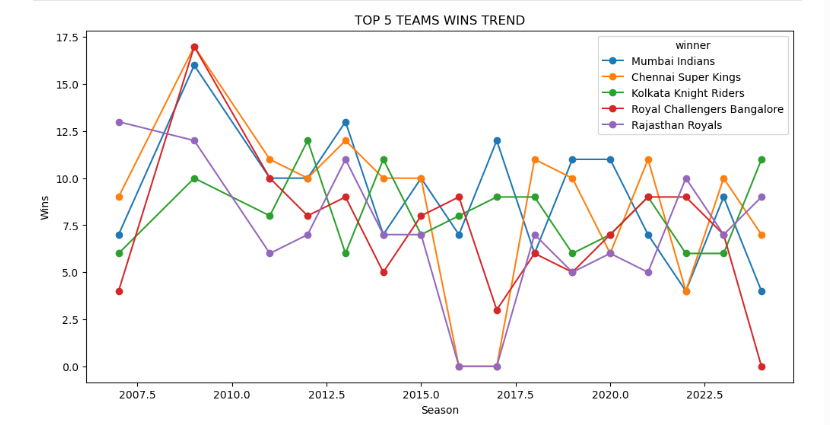 TOP 5 TEAMS WINS TREND
17.5
15.0
12.5
10.0
7.5
5.0
2.5
0.0
Wins
winner
Mumbai Indians
Chennai Super Kings
Kolkata Knight Riders
Royal Challengers Bangalore
Rajasthan Royals
2007.5 2010.0 2012.5 2015.0 2017.5 2020.0 2022.5
Season